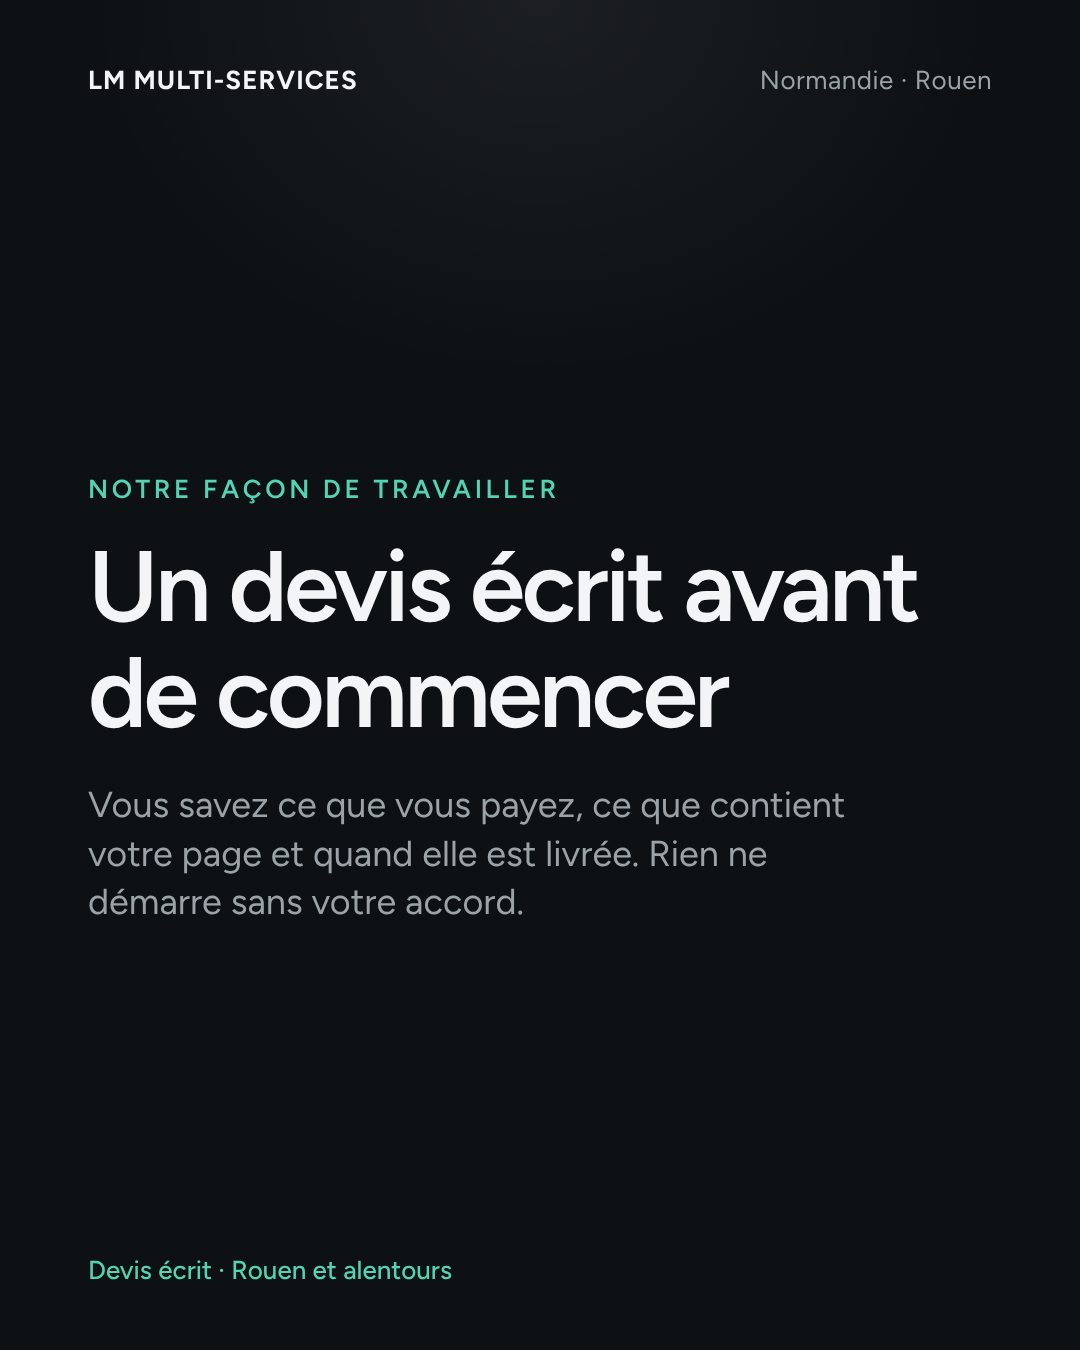 LM MULTI-SERVICES
Normandie · Rouen
NOTRE FAÇON DE TRAVAILLER
Un devis écrit avant
de commencer
Vous savez ce que vous payez, ce que contient
votre page et quand elle est livrée. Rien ne
démarre sans votre accord.
Devis écrit · Rouen et alentours